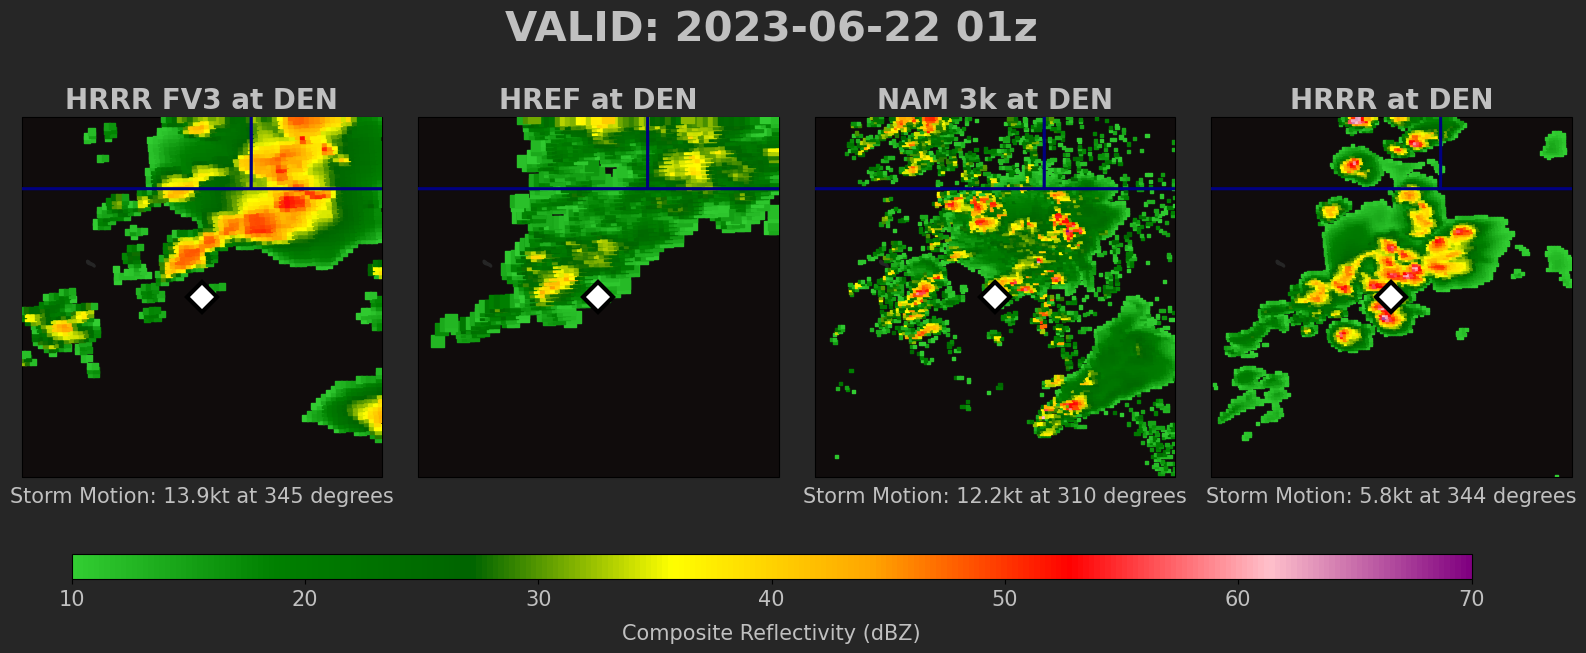 VALID: 2023-06-22 01z
HRRR FV3 at DEN
HREF at DEN
NAM 3k at DEN
HRRR at DEN
Storm Motion: 13.9kt at 345 degrees
Storm Motion: 12.2kt at 310 degrees
Storm Motion: 5.8kt at 344 degrees
10 20 30 40 50 60 70
Composite Reflectivity (dBZ)